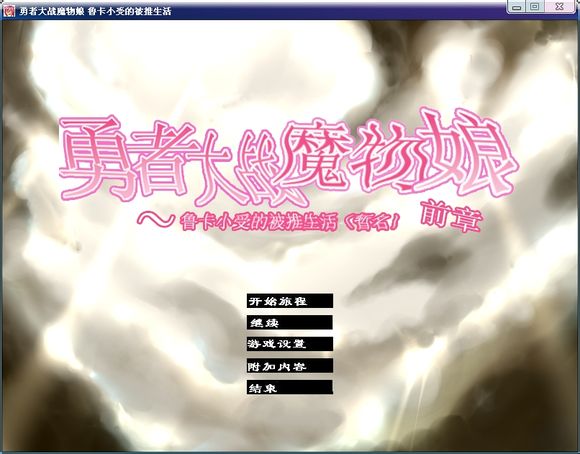 勇者大战魔物娘 鲁卡小受的被推生活
勇者大战魔物娘
～鲁卡小受的被推生活（暂名） 前章
开始旅程
继续
游戏设置
附加内容
结束